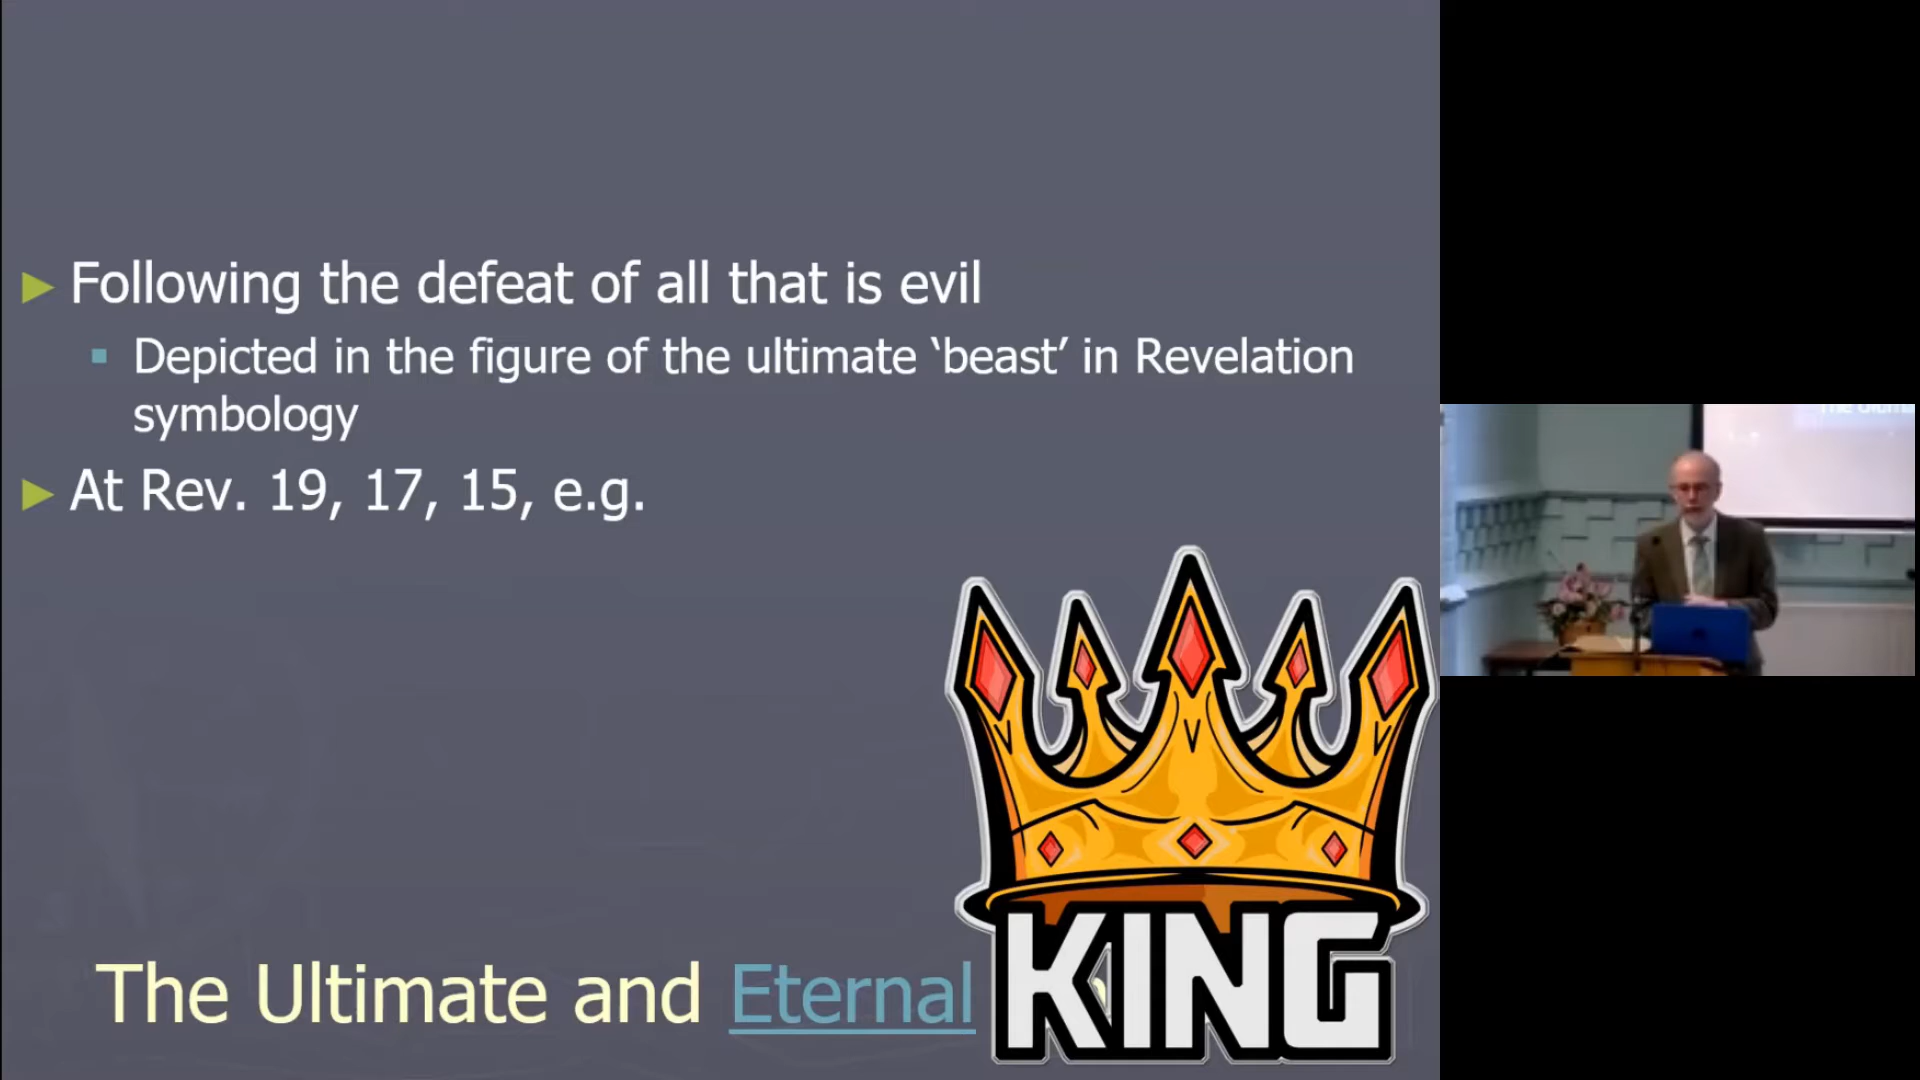 Following the defeat of all that is evil
Depicted in the figure of the ultimate ‘beast’ in Revelation
symbology
At Rev. 19, 17, 15, e.g.
The Ultimate and Eternal
KING